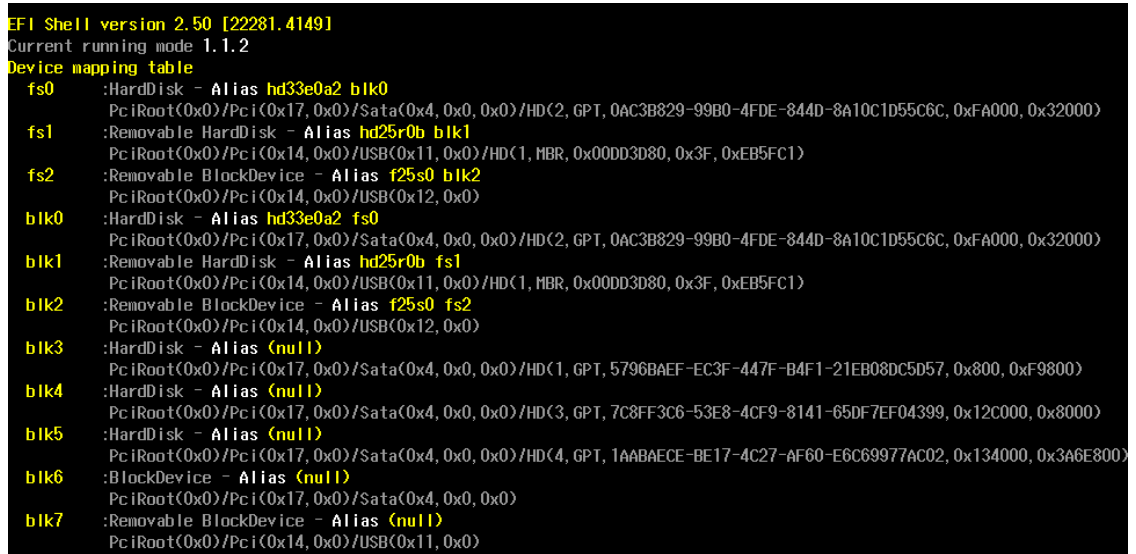 EFI Shell version 2.50 [22281.4149]
Current running mode 1.1.2
Device mapping table
fs0 :HardDisk - Alias hd33e0a2 blk0
PciRoot(0x0)/Pci(0x17,0x0)/Sata(0x4,0x0,0x0)/HD(2,GPT,0AC3B829-99B0-4FDE-844D-8A10C1D55C6C,0xFA000,0x32000)
fs1 :Removable HardDisk - Alias hd25r0b blk1
PciRoot(0x0)/Pci(0x14,0x0)/USB(0x11,0x0)/HD(1,MBR,0x00DD3D80,0x3F,0xEB5FC1)
fs2 :Removable BlockDevice - Alias f25s0 blk2
PciRoot(0x0)/Pci(0x14,0x0)/USB(0x12,0x0)
blk0 :HardDisk - Alias hd33e0a2 fs0
PciRoot(0x0)/Pci(0x17,0x0)/Sata(0x4,0x0,0x0)/HD(2,GPT,0AC3B829-99B0-4FDE-844D-8A10C1D55C6C,0xFA000,0x32000)
blk1 :Removable HardDisk - Alias hd25r0b fs1
PciRoot(0x0)/Pci(0x14,0x0)/USB(0x11,0x0)/HD(1,MBR,0x00DD3D80,0x3F,0xEB5FC1)
blk2 :Removable BlockDevice - Alias f25s0 fs2
PciRoot(0x0)/Pci(0x14,0x0)/USB(0x12,0x0)
blk3 :HardDisk - Alias (null)
PciRoot(0x0)/Pci(0x17,0x0)/Sata(0x4,0x0,0x0)/HD(1,GPT,5796BAEF-EC3F-447F-B4F1-21EB08DC5D57,0x800,0xF9800)
blk4 :HardDisk - Alias (null)
PciRoot(0x0)/Pci(0x17,0x0)/Sata(0x4,0x0,0x0)/HD(3,GPT,7C8FF3C6-53E8-4CF9-8141-65DF7EF04399,0x12C000,0x8000)
blk5 :HardDisk - Alias (null)
PciRoot(0x0)/Pci(0x17,0x0)/Sata(0x4,0x0,0x0)/HD(4,GPT,1AABAECE-BE17-4C27-AF60-E6C69977AC02,0x134000,0x3A6E800)
blk6 :BlockDevice - Alias (null)
PciRoot(0x0)/Pci(0x17,0x0)/Sata(0x4,0x0,0x0)
blk7 :Removable BlockDevice - Alias (null)
PciRoot(0x0)/Pci(0x14,0x0)/USB(0x11,0x0)